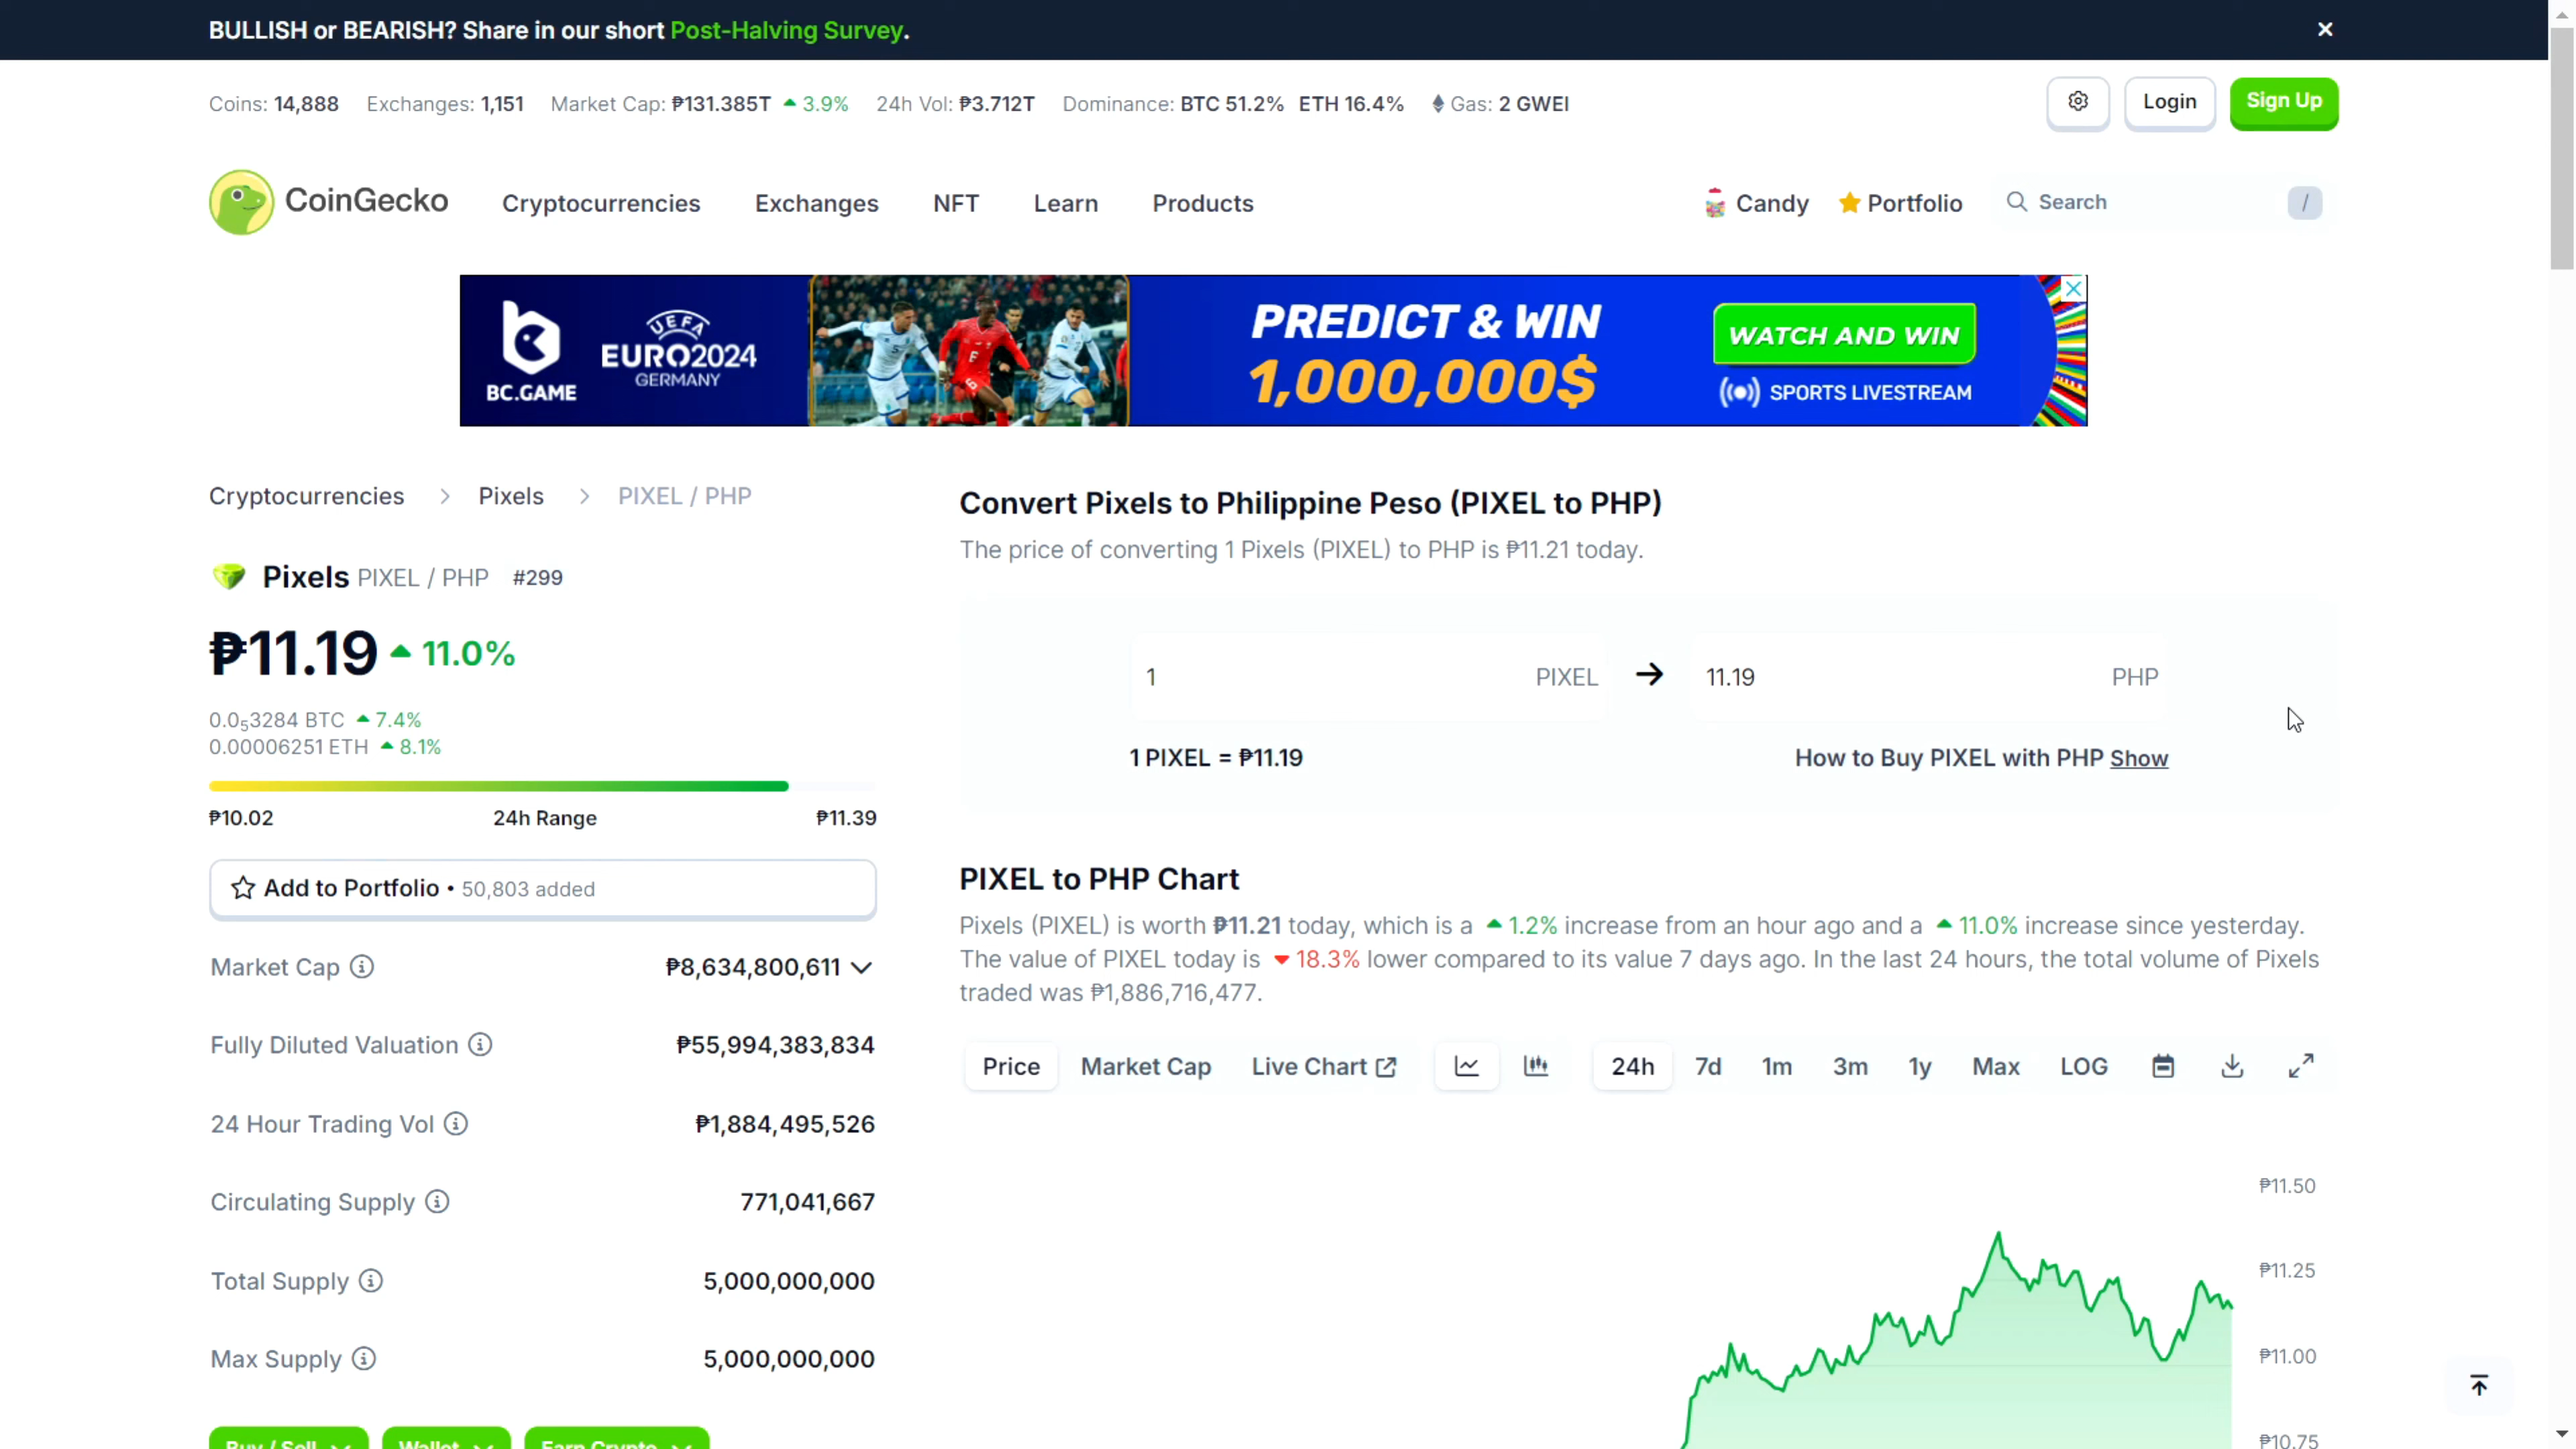 BULLISH or BEARISH? Share in our short Post-Halving Survey.
Coins: 14,888 Exchanges: 1,151 Market Cap: ₱131.385T 3.9% 24h Vol: ₱3.712T Dominance: BTC 51.2% ETH 16.4% Gas: 2 GWEI
Login
Sign Up
CoinGecko
Cryptocurrencies Exchanges NFT Learn Products
Candy Portfolio Search /
BC.GAME
UEFA
EURO2024
GERMANY
PREDICT & WIN
1,000,000$
WATCH AND WIN
SPORTS LIVESTREAM
Cryptocurrencies > Pixels > PIXEL / PHP
Pixels PIXEL / PHP #299
₱11.19 11.0%
0.0₅3284 BTC 7.4%
0.00006251 ETH 8.1%
₱10.02 24h Range ₱11.39
Add to Portfolio • 50,803 added
Market Cap ₱8,634,800,611
Fully Diluted Valuation ₱55,994,383,834
24 Hour Trading Vol ₱1,884,495,526
Circulating Supply 771,041,667
Total Supply 5,000,000,000
Max Supply 5,000,000,000
Buy / Sell Wallet Earn Crypto
Convert Pixels to Philippine Peso (PIXEL to PHP)
The price of converting 1 Pixels (PIXEL) to PHP is ₱11.21 today.
1 PIXEL → 11.19 PHP
1 PIXEL = ₱11.19
How to Buy PIXEL with PHP Show
PIXEL to PHP Chart
Pixels (PIXEL) is worth ₱11.21 today, which is a 1.2% increase from an hour ago and a 11.0% increase since yesterday.
The value of PIXEL today is 18.3% lower compared to its value 7 days ago. In the last 24 hours, the total volume of Pixels
traded was ₱1,886,716,477.
Price Market Cap Live Chart 24h 7d 1m 3m 1y Max LOG
₱11.50
₱11.25
₱11.00
₱10.75